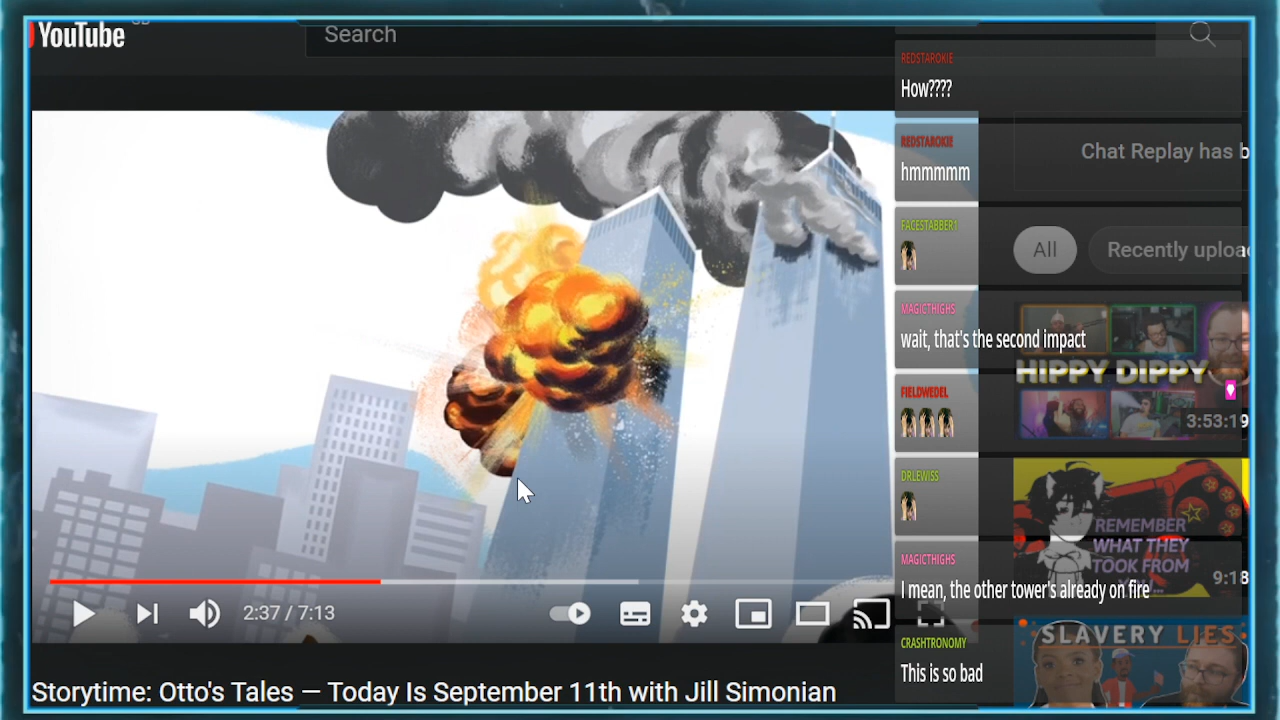 YouTube
Search
REDSTAROKIE
How????
REDSTAROKIE
hmmmmm
Chat Replay has b
FACESTABBER1
All
Recently uploa
MAGICTHIGHS
wait, that's the second impact
HIPPY DIPPY
FIELDWEDEL
3:53:19
DRLEWISS
REMEMBER
WHAT THEY
TOOK FROM
MAGICTHIGHS
I mean, the other tower's already on fire
9:18
2:37 / 7:13
CRASHTRONOMY
This is so bad
SLAVERY LIES
Storytime: Otto's Tales — Today Is September 11th with Jill Simonian